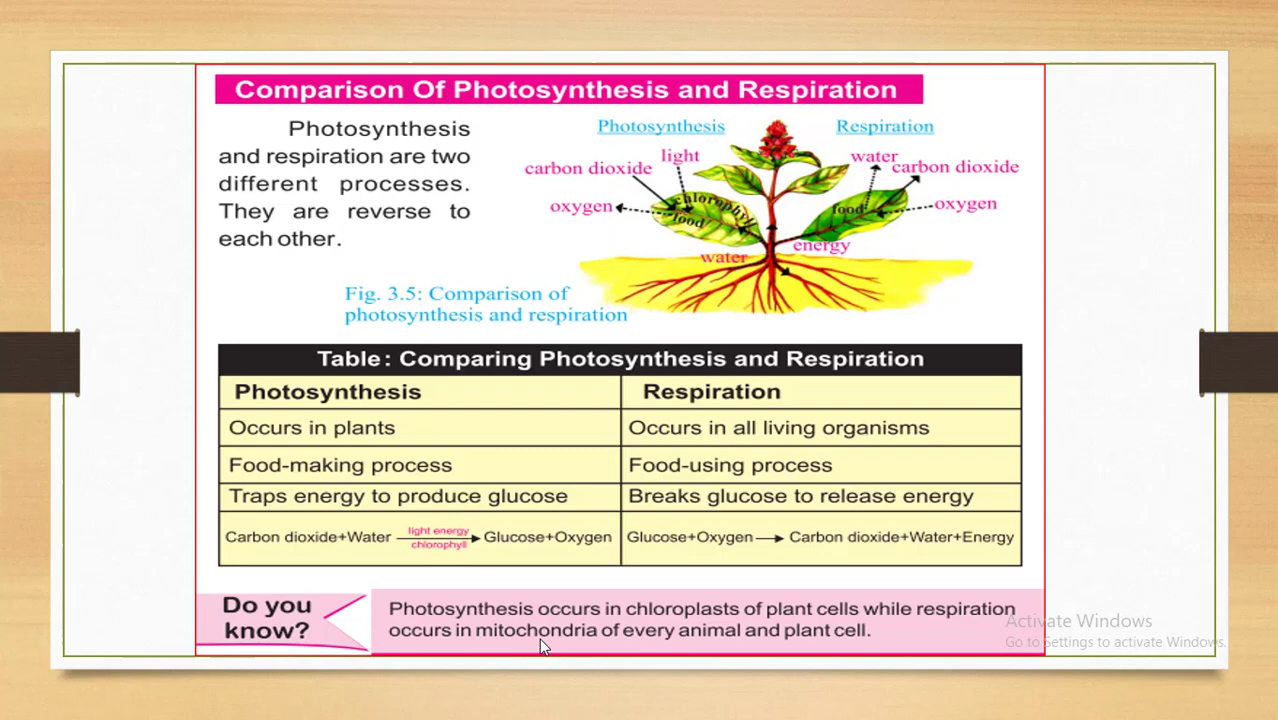 Comparison Of Photosynthesis and Respiration
Photosynthesis
and respiration are two
different processes.
They are reverse to
each other.
Photosynthesis
Respiration
carbon dioxide
light
water
carbon dioxide
oxygen
chlorophyll
food
food
oxygen
water
energy
Fig. 3.5: Comparison of
photosynthesis and respiration
Table: Comparing Photosynthesis and Respiration
Photosynthesis
Respiration
Occurs in plants
Occurs in all living organisms
Food-making process
Food-using process
Traps energy to produce glucose
Breaks glucose to release energy
Carbon dioxide+Water light energy chlorophyll Glucose+Oxygen
Glucose+Oxygen Carbon dioxide+Water+Energy
Do you
know?
Photosynthesis occurs in chloroplasts of plant cells while respiration
occurs in mitochondria of every animal and plant cell.
Activate Windows
Go to Settings to activate Windows.